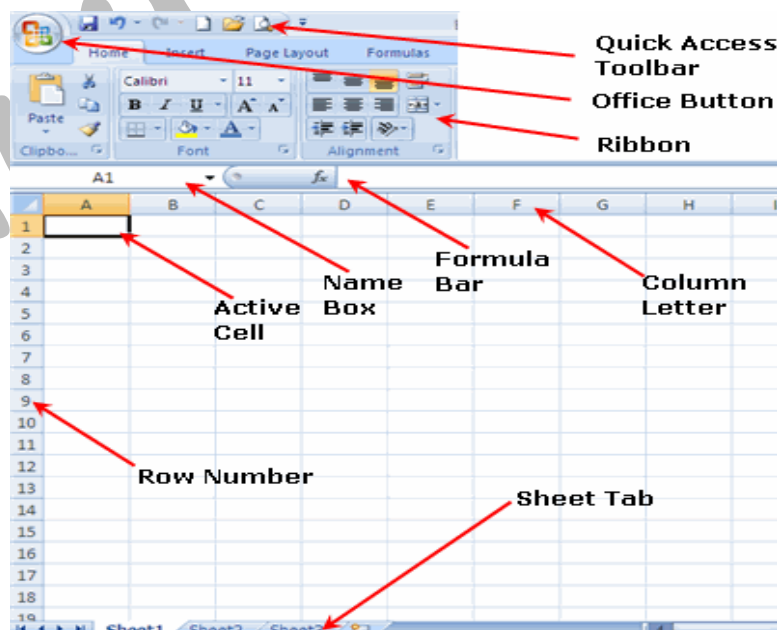 Quick Access
Toolbar
Home Insert Page Layout Formulas
Office Button
Calibri 11
B I U A A
Paste
Ribbon
Clipbo... Font Alignment
A1 fx
A B C D E F G H
1
2
3
Formula
Bar
Name
Box
Column
Letter
4
Active
Cell
5
6
7
8
9
10
11
12
Row Number
13
Sheet Tab
14
15
16
17
18
19
Sheet1 Sheet2 Sheet3